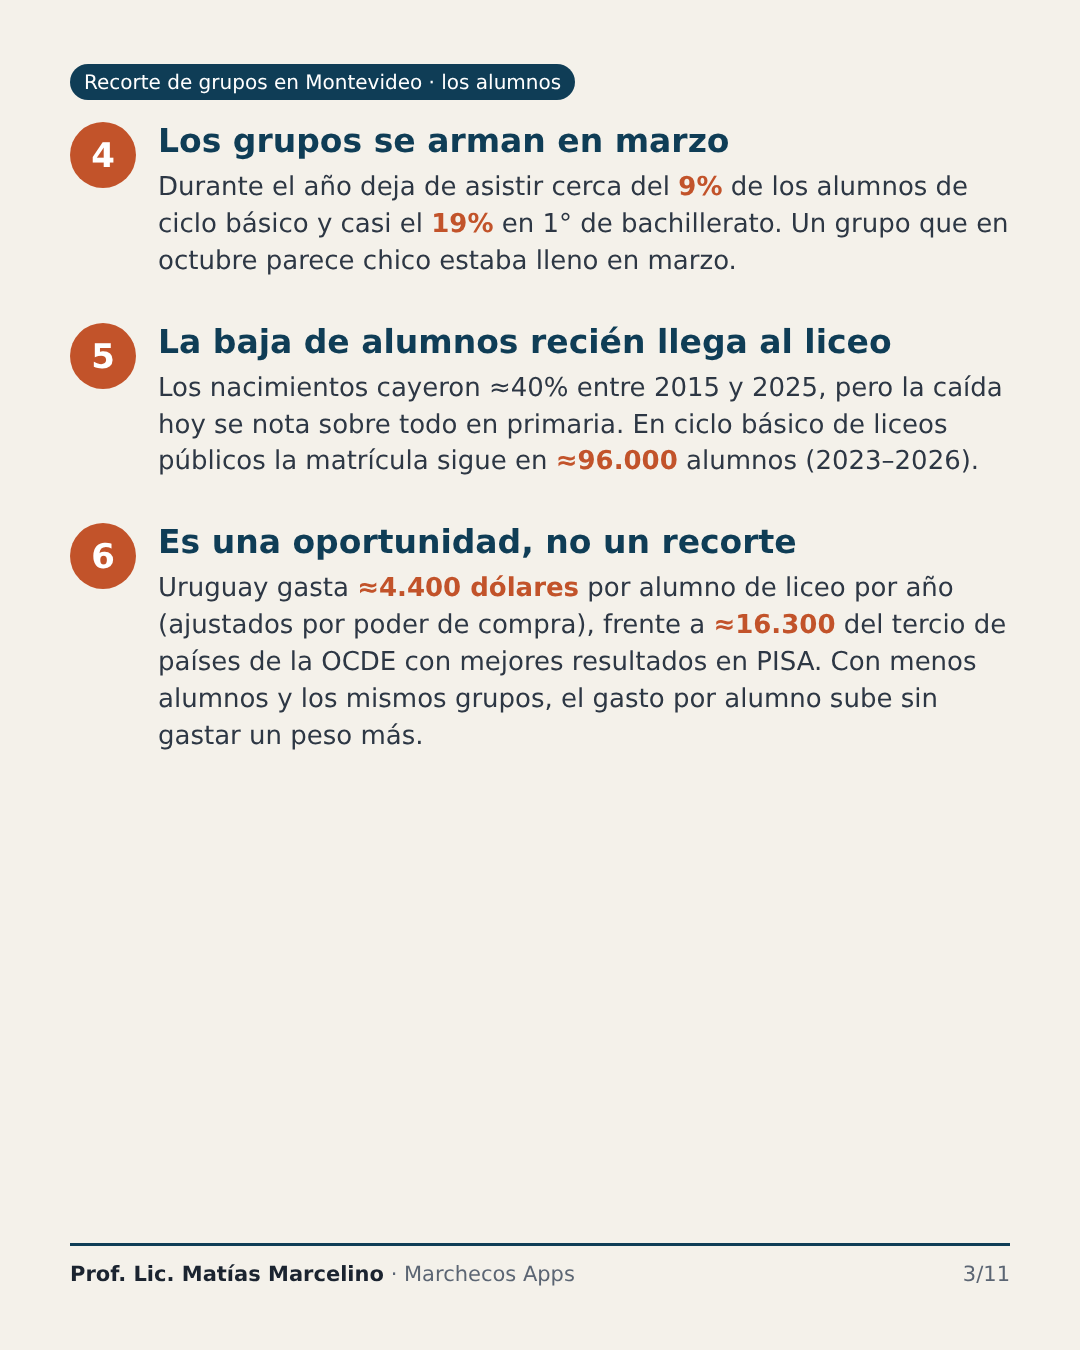 Recorte de grupos en Montevideo · los alumnos
4
Los grupos se arman en marzo
Durante el año deja de asistir cerca del 9% de los alumnos de
ciclo básico y casi el 19% en 1° de bachillerato. Un grupo que en
octubre parece chico estaba lleno en marzo.
5
La baja de alumnos recién llega al liceo
Los nacimientos cayeron ≈40% entre 2015 y 2025, pero la caída
hoy se nota sobre todo en primaria. En ciclo básico de liceos
públicos la matrícula sigue en ≈96.000 alumnos (2023–2026).
6
Es una oportunidad, no un recorte
Uruguay gasta ≈4.400 dólares por alumno de liceo por año
(ajustados por poder de compra), frente a ≈16.300 del tercio de
países de la OCDE con mejores resultados en PISA. Con menos
alumnos y los mismos grupos, el gasto por alumno sube sin
gastar un peso más.
Prof. Lic. Matías Marcelino · Marchecos Apps
3/11